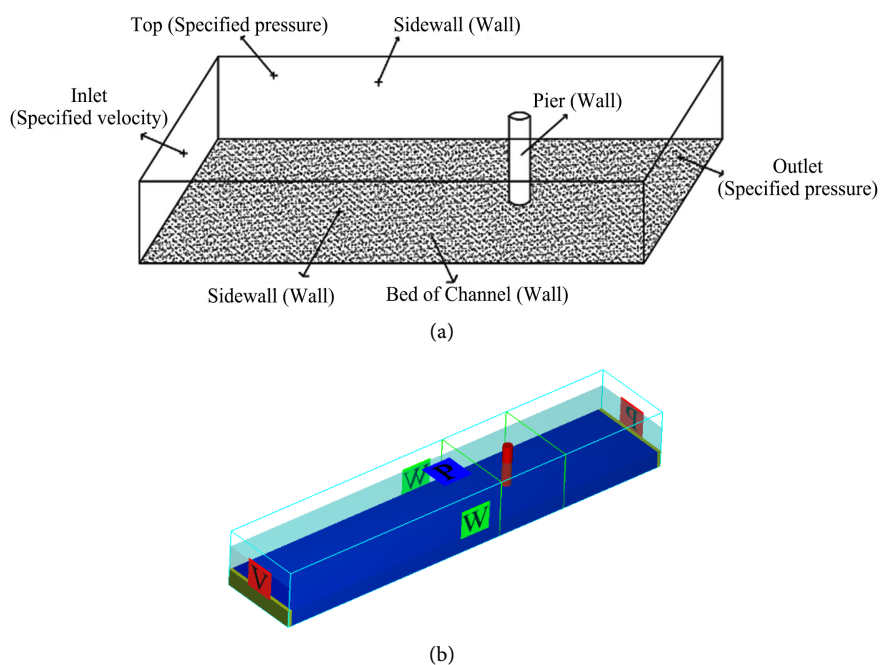 Top (Specified pressure)
Sidewall (Wall)
Inlet
(Specified velocity)
Pier (Wall)
Outlet
(Specified pressure)
Sidewall (Wall)
Bed of Channel (Wall)
(a)
P
W
P
W
V
(b)